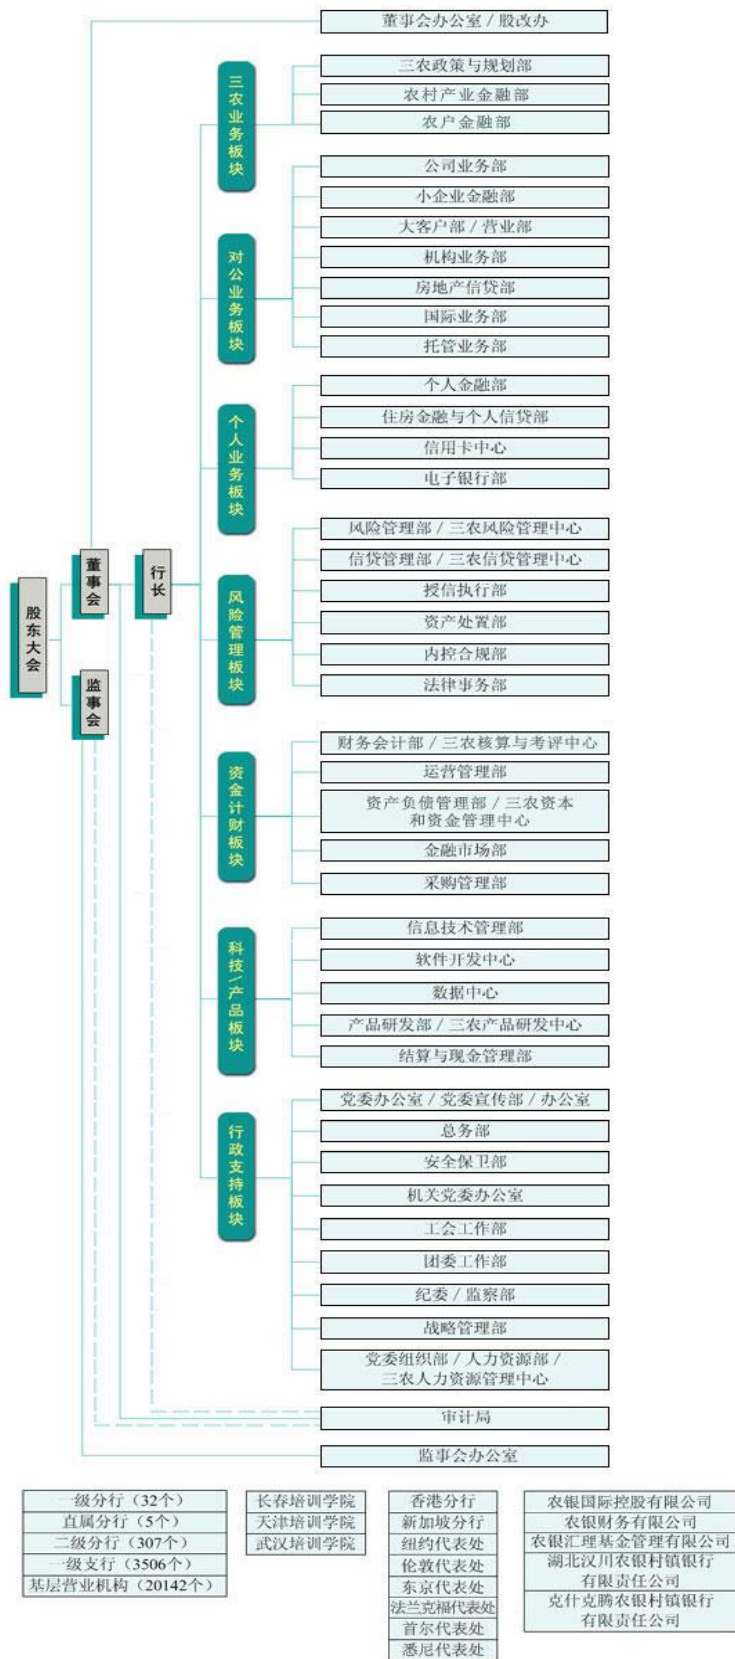 董事会办公室 / 股改办
三农业务板块
三农政策与规划部
农村产业金融部
农户金融部
对公业务板块
公司业务部
小企业金融部
大客户部 / 营业部
机构业务部
房地产信贷部
国际业务部
托管业务部
个人业务板块
个人金融部
住房金融与个人信贷部
信用卡中心
电子银行部
股东大会
董事会
监事会
行长
风险管理板块
风险管理部 / 三农风险管理中心
信贷管理部 / 三农信贷管理中心
授信执行部
资产处置部
内控合规部
法律事务部
资金计财板块
财务会计部 / 三农核算与考评中心
运营管理部
资产负债管理部 / 三农资本
和资金管理中心
金融市场部
采购管理部
科技\产品板块
信息技术管理部
软件开发中心
数据中心
产品研发部 / 三农产品研发中心
结算与现金管理部
行政支持板块
党委办公室 / 党委宣传部 / 办公室
总务部
安全保卫部
机关党委办公室
工会工作部
团委工作部
纪委 / 监察部
战略管理部
党委组织部 / 人力资源部 /
三农人力资源管理中心
审计局
监事会办公室
一级分行（32个）
直属分行（5个）
二级分行（307个）
一级支行（3506个）
基层营业机构（20142个）
长春培训学院
天津培训学院
武汉培训学院
香港分行
新加坡分行
纽约代表处
伦敦代表处
东京代表处
法兰克福代表处
首尔代表处
悉尼代表处
农银国际控股有限公司
农银财务有限公司
农银汇理基金管理有限公司
湖北汉川农银村镇银行
有限责任公司
克什克腾农银村镇银行
有限责任公司